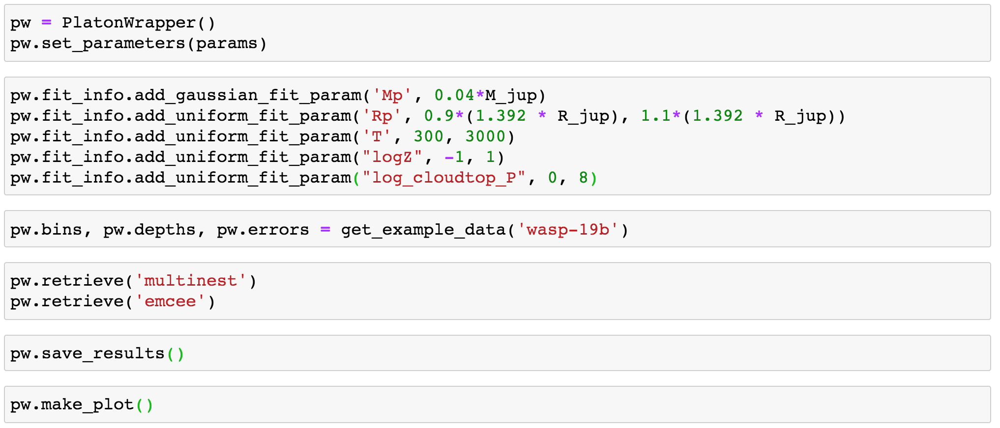 pw = PlatonWrapper()
pw.set_parameters(params)
pw.fit_info.add_gaussian_fit_param('Mp', 0.04*M_jup)
pw.fit_info.add_uniform_fit_param('Rp', 0.9*(1.392 * R_jup), 1.1*(1.392 * R_jup))
pw.fit_info.add_uniform_fit_param('T', 300, 3000)
pw.fit_info.add_uniform_fit_param("logZ", -1, 1)
pw.fit_info.add_uniform_fit_param("log_cloudtop_P", 0, 8)
pw.bins, pw.depths, pw.errors = get_example_data('wasp-19b')
pw.retrieve('multinest')
pw.retrieve('emcee')
pw.save_results()
pw.make_plot()